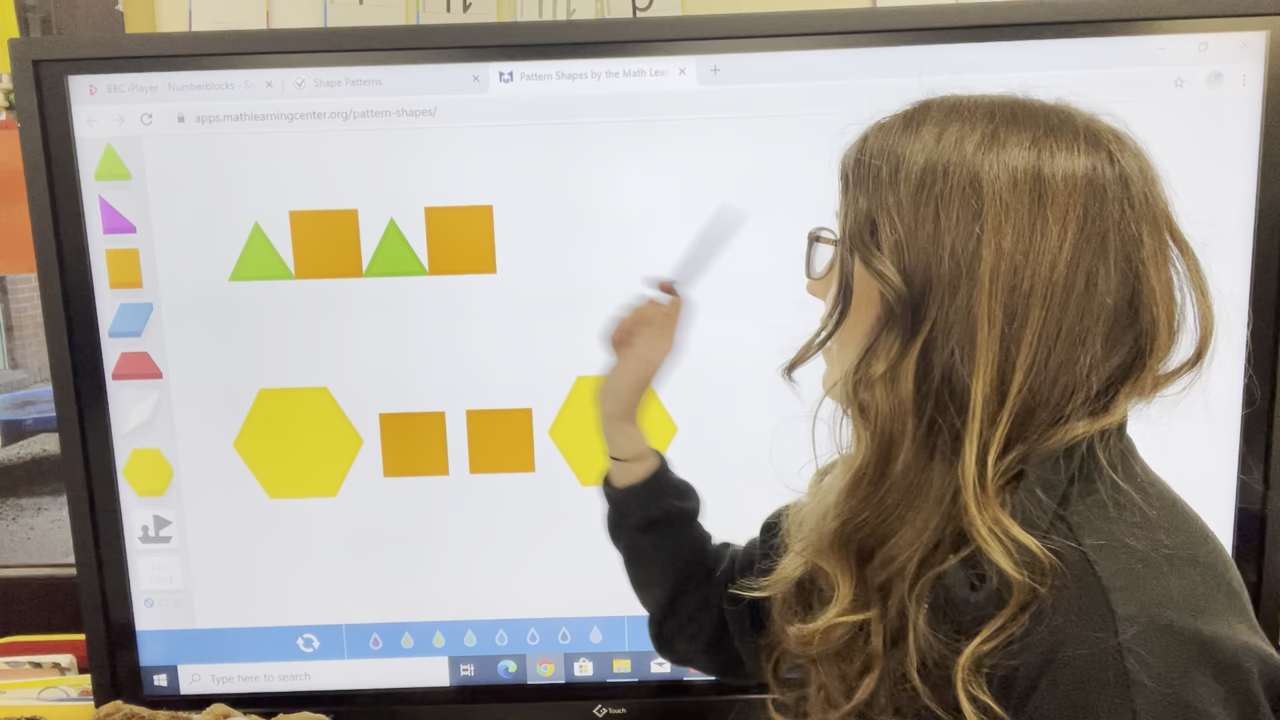 BBC iPlayer - Numberblocks - S
Shape Patterns
Pattern Shapes by the Math Lea
apps.mathlearningcenter.org/pattern-shapes/
Type here to search
Touch